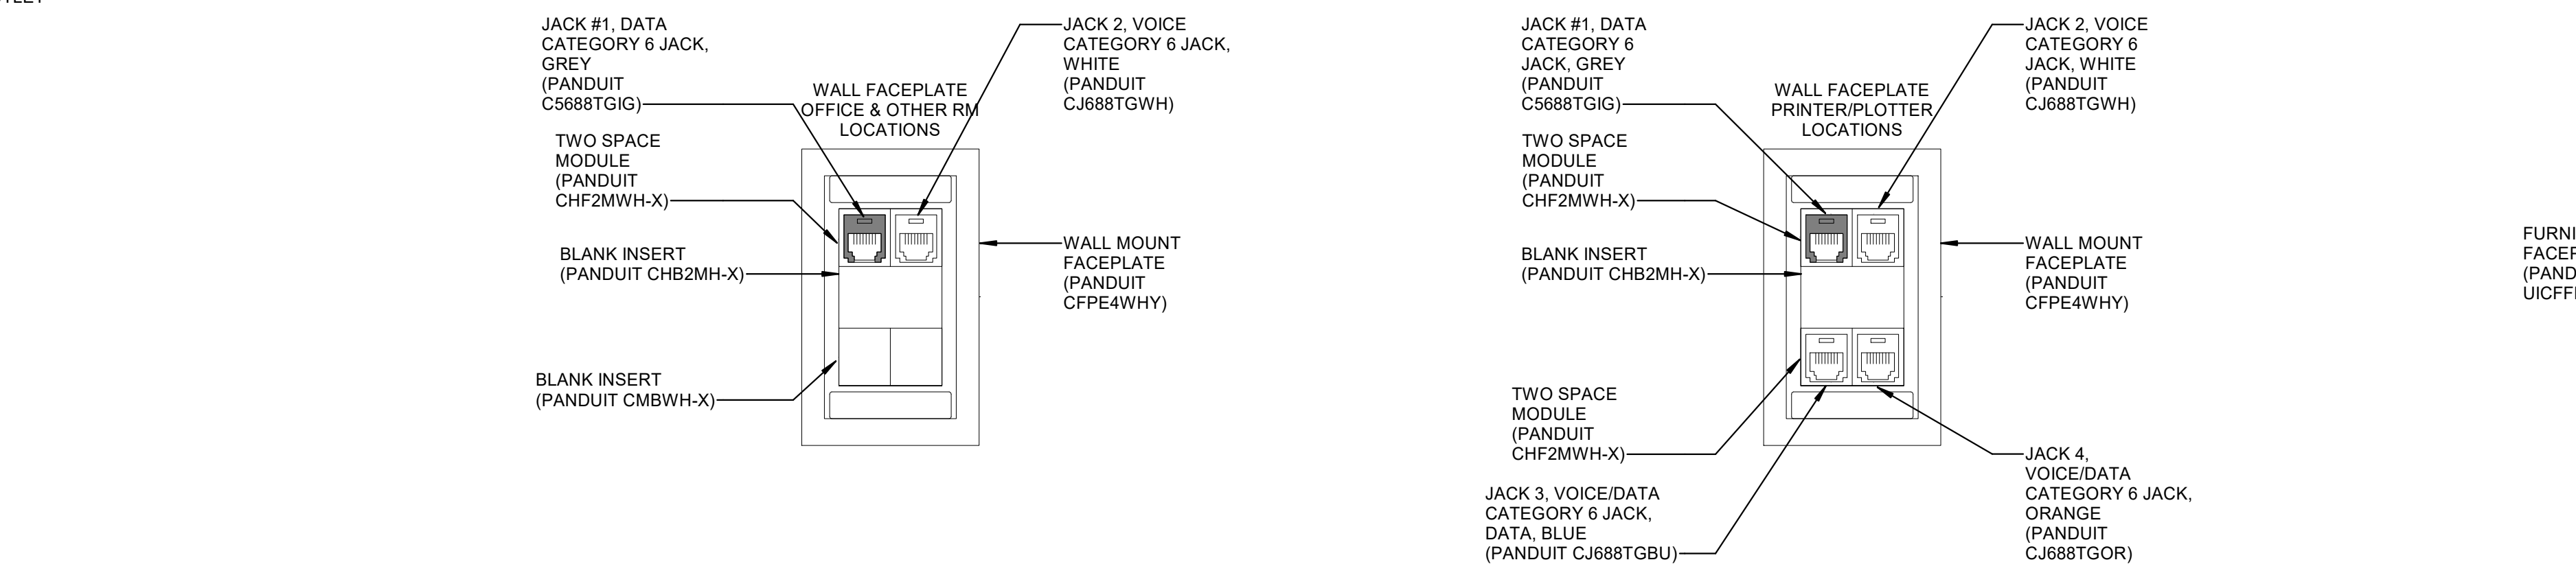 JACK #1, DATA
CATEGORY 6 JACK,
GREY
(PANDUIT
C5688TGIG)
WALL FACEPLATE
OFFICE & OTHER RM
LOCATIONS
JACK 2, VOICE
CATEGORY 6 JACK,
WHITE
(PANDUIT
CJ688TGWH)
TWO SPACE
MODULE
(PANDUIT
CHF2MWH-X)
BLANK INSERT
(PANDUIT CHB2MH-X)
WALL MOUNT
FACEPLATE
(PANDUIT
CFPE4WHY)
BLANK INSERT
(PANDUIT CMBWH-X)
JACK #1, DATA
CATEGORY 6
JACK, GREY
(PANDUIT
C5688TGIG)
WALL FACEPLATE
PRINTER/PLOTTER
LOCATIONS
JACK 2, VOICE
CATEGORY 6
JACK, WHITE
(PANDUIT
CJ688TGWH)
TWO SPACE
MODULE
(PANDUIT
CHF2MWH-X)
BLANK INSERT
(PANDUIT CHB2MH-X)
WALL MOUNT
FACEPLATE
(PANDUIT
CFPE4WHY)
TWO SPACE
MODULE
(PANDUIT
CHF2MWH-X)
JACK 3, VOICE/DATA
CATEGORY 6 JACK,
DATA, BLUE
(PANDUIT CJ688TGBU)
JACK 4,
VOICE/DATA
CATEGORY 6 JACK,
ORANGE
(PANDUIT
CJ688TGOR)